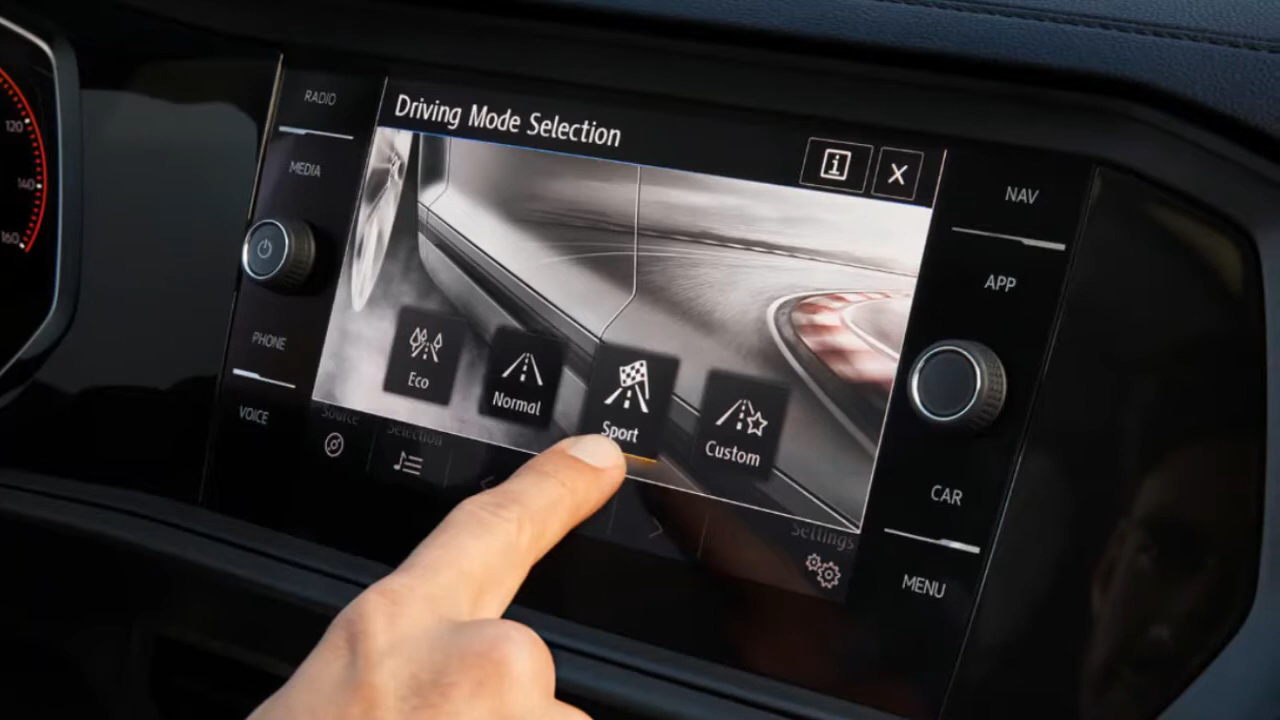 120
140
160
RADIO
MEDIA
PHONE
VOICE
Driving Mode Selection
i X
Eco
Normal
Sport
Custom
Source
Selection
Settings
NAV
APP
CAR
MENU